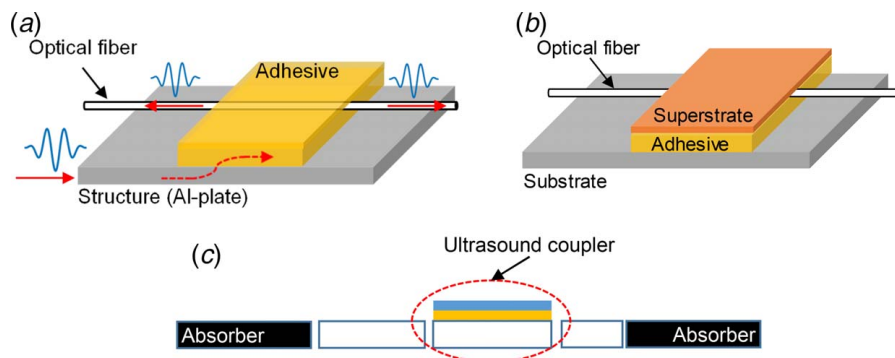 (a)
Optical fiber
Adhesive
Structure (Al-plate)
(b)
Optical fiber
Superstrate
Adhesive
Substrate
(c)
Ultrasound coupler
Absorber
Absorber